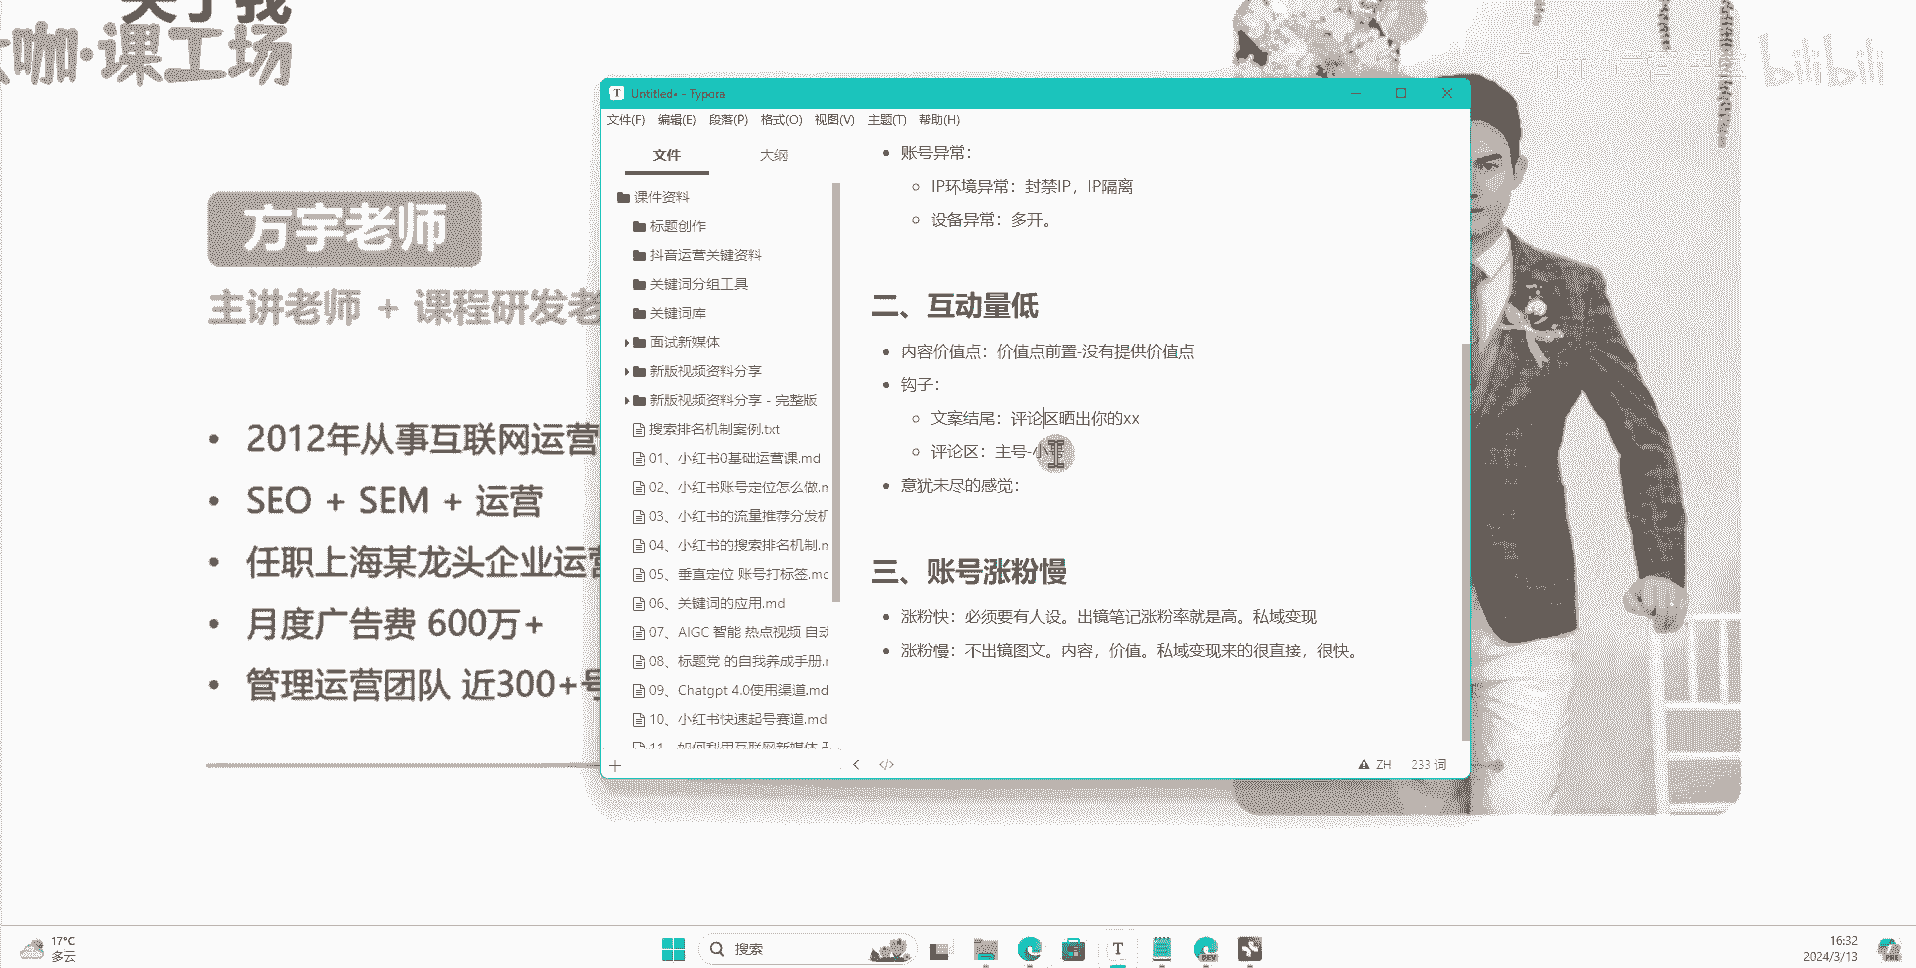 咖·课工场
bilibili
方宇老师
主讲老师 + 课程研发老
2012年从事互联网运营
SEO + SEM + 运营
任职上海某龙头企业运营
月度广告费 600万+
管理运营团队 近300+号
Untitled• - Typora
文件(F) 编辑(E) 段落(P) 格式(O) 视图(V) 主题(T) 帮助(H)
文件 大纲
课件资料
标题创作
抖音运营关键资料
关键词分组工具
关键词库
面试新媒体
新版视频资料分享
新版视频资料分享 - 完整版
搜索排名机制案例.txt
01、小红书0基础运营课.md
02、小红书账号定位怎么做.m
03、小红书的流量推荐分发机
04、小红书的搜索排名机制.m
05、垂直定位 账号打标签.md
06、关键词的应用.md
07、AIGC 智能 热点视频 自动
08、标题党 的自我养成手册.m
09、Chatgpt 4.0使用渠道.md
10、小红书快速起号赛道.md
账号异常：
IP环境异常：封禁IP，IP隔离
设备异常：多开。
二、互动量低
内容价值点：价值点前置-没有提供价值点
钩子：
文案结尾：评论区晒出你的xx
评论区：主号-小
意犹未尽的感觉：
三、账号涨粉慢
涨粉快：必须要有人设。出镜笔记涨粉率就是高。私域变现
涨粉慢：不出镜图文。内容，价值。私域变现来的很直接，很快。
ZH 233 词
17°C
多云
搜索
T
DEV
16:32
2024/3/13
PRE